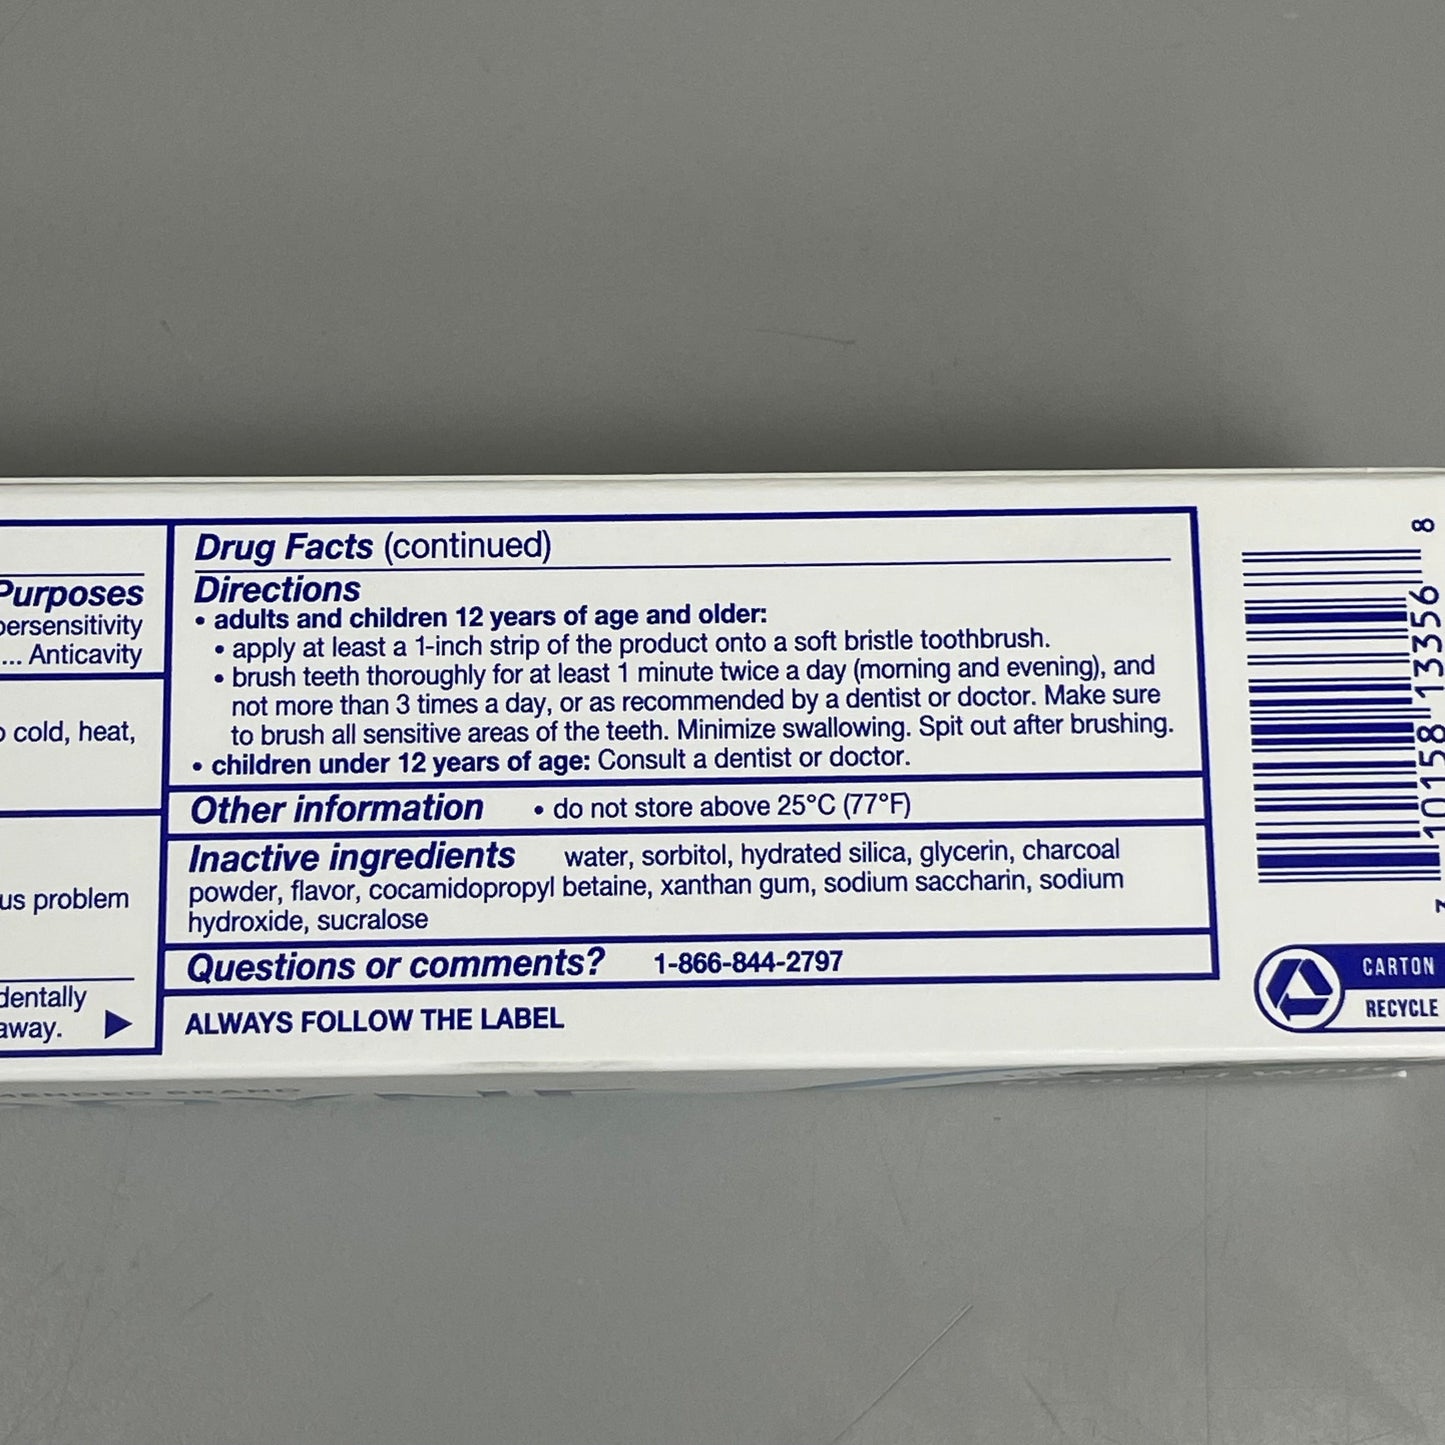 Purposes
persensitivity
... Anticavity
cold, heat,
us problem
dentally
away.
Drug Facts (continued)
Directions
• adults and children 12 years of age and older:
• apply at least a 1-inch strip of the product onto a soft bristle toothbrush.
• brush teeth thoroughly for at least 1 minute twice a day (morning and evening), and
not more than 3 times a day, or as recommended by a dentist or doctor. Make sure
to brush all sensitive areas of the teeth. Minimize swallowing. Spit out after brushing.
• children under 12 years of age: Consult a dentist or doctor.
Other information • do not store above 25°C (77°F)
Inactive ingredients water, sorbitol, hydrated silica, glycerin, charcoal
powder, flavor, cocamidopropyl betaine, xanthan gum, sodium saccharin, sodium
hydroxide, sucralose
Questions or comments? 1-866-844-2797
ALWAYS FOLLOW THE LABEL
3 10158 13356 8
CARTON
RECYCLE